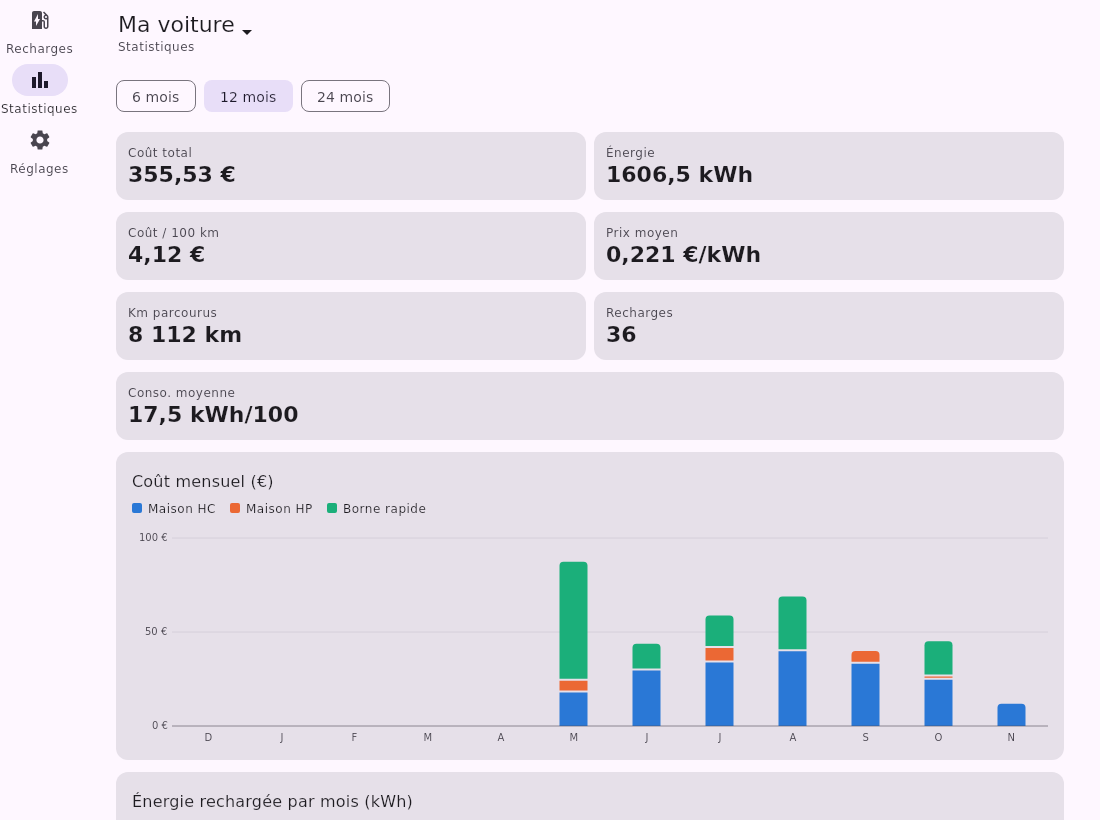 Recharges
Statistiques
Réglages
Ma voiture
Statistiques
6 mois
12 mois
24 mois
Coût total
355,53 €
Énergie
1606,5 kWh
Coût / 100 km
4,12 €
Prix moyen
0,221 €/kWh
Km parcourus
8 112 km
Recharges
36
Conso. moyenne
17,5 kWh/100
Coût mensuel (€)
Maison HC
Maison HP
Borne rapide
100 €
50 €
0 €
D J F M A M J J A S O N
Énergie rechargée par mois (kWh)